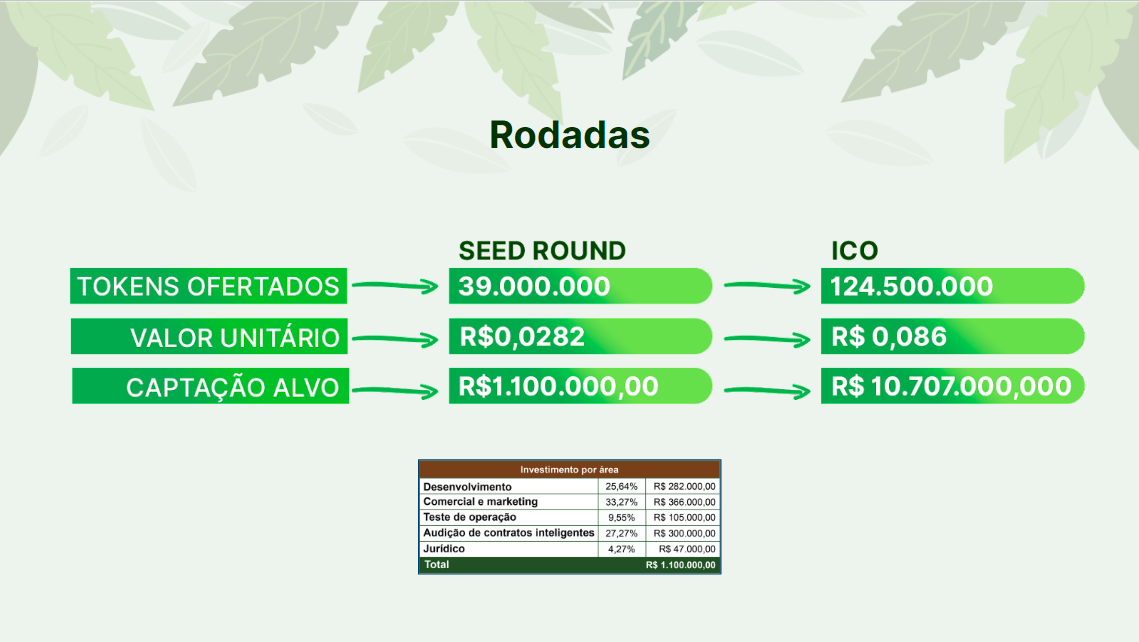 Rodadas
SEED ROUND ICO
TOKENS OFERTADOS 39.000.000 124.500.000
VALOR UNITÁRIO R$0,0282 R$ 0,086
CAPTAÇÃO ALVO R$1.100.000,00 R$ 10.707.000,000
Investimento por área
Desenvolvimento 25,64% R$ 282.000,00
Comercial e marketing 33,27% R$ 366.000,00
Teste de operação 9,55% R$ 105.000,00
Audição de contratos inteligentes 27,27% R$ 300.000,00
Jurídico 4,27% R$ 47.000,00
Total R$ 1.100.000,00